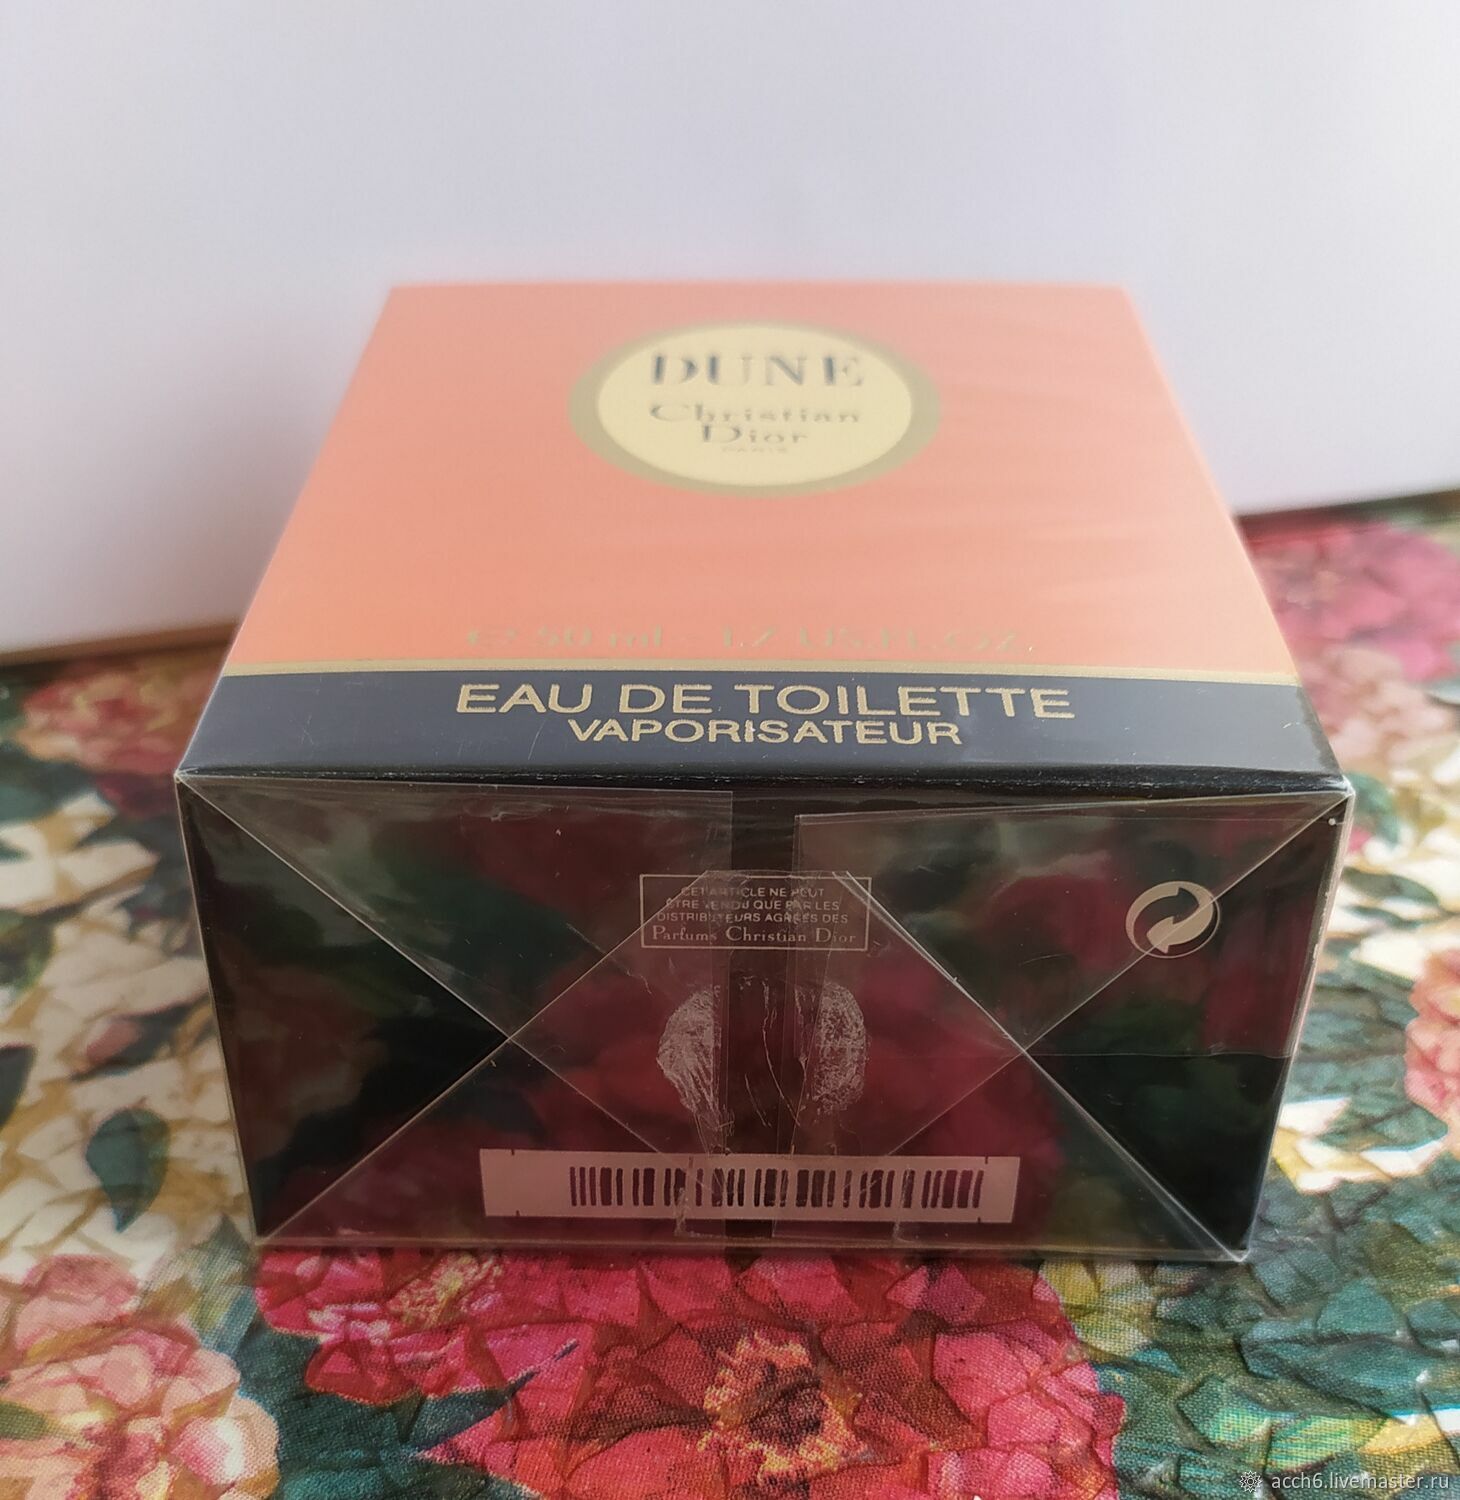 DUNE
Christian
Dior
PARIS
℮ 50 ml - 1.7 US.FL.OZ.
EAU DE TOILETTE
VAPORISATEUR
CET ARTICLE NE PEUT
ÊTRE VENDU QUE PAR LES
DISTRIBUTEURS AGRÉÉS DES
Parfums Christian Dior
acch6.livemaster.ru